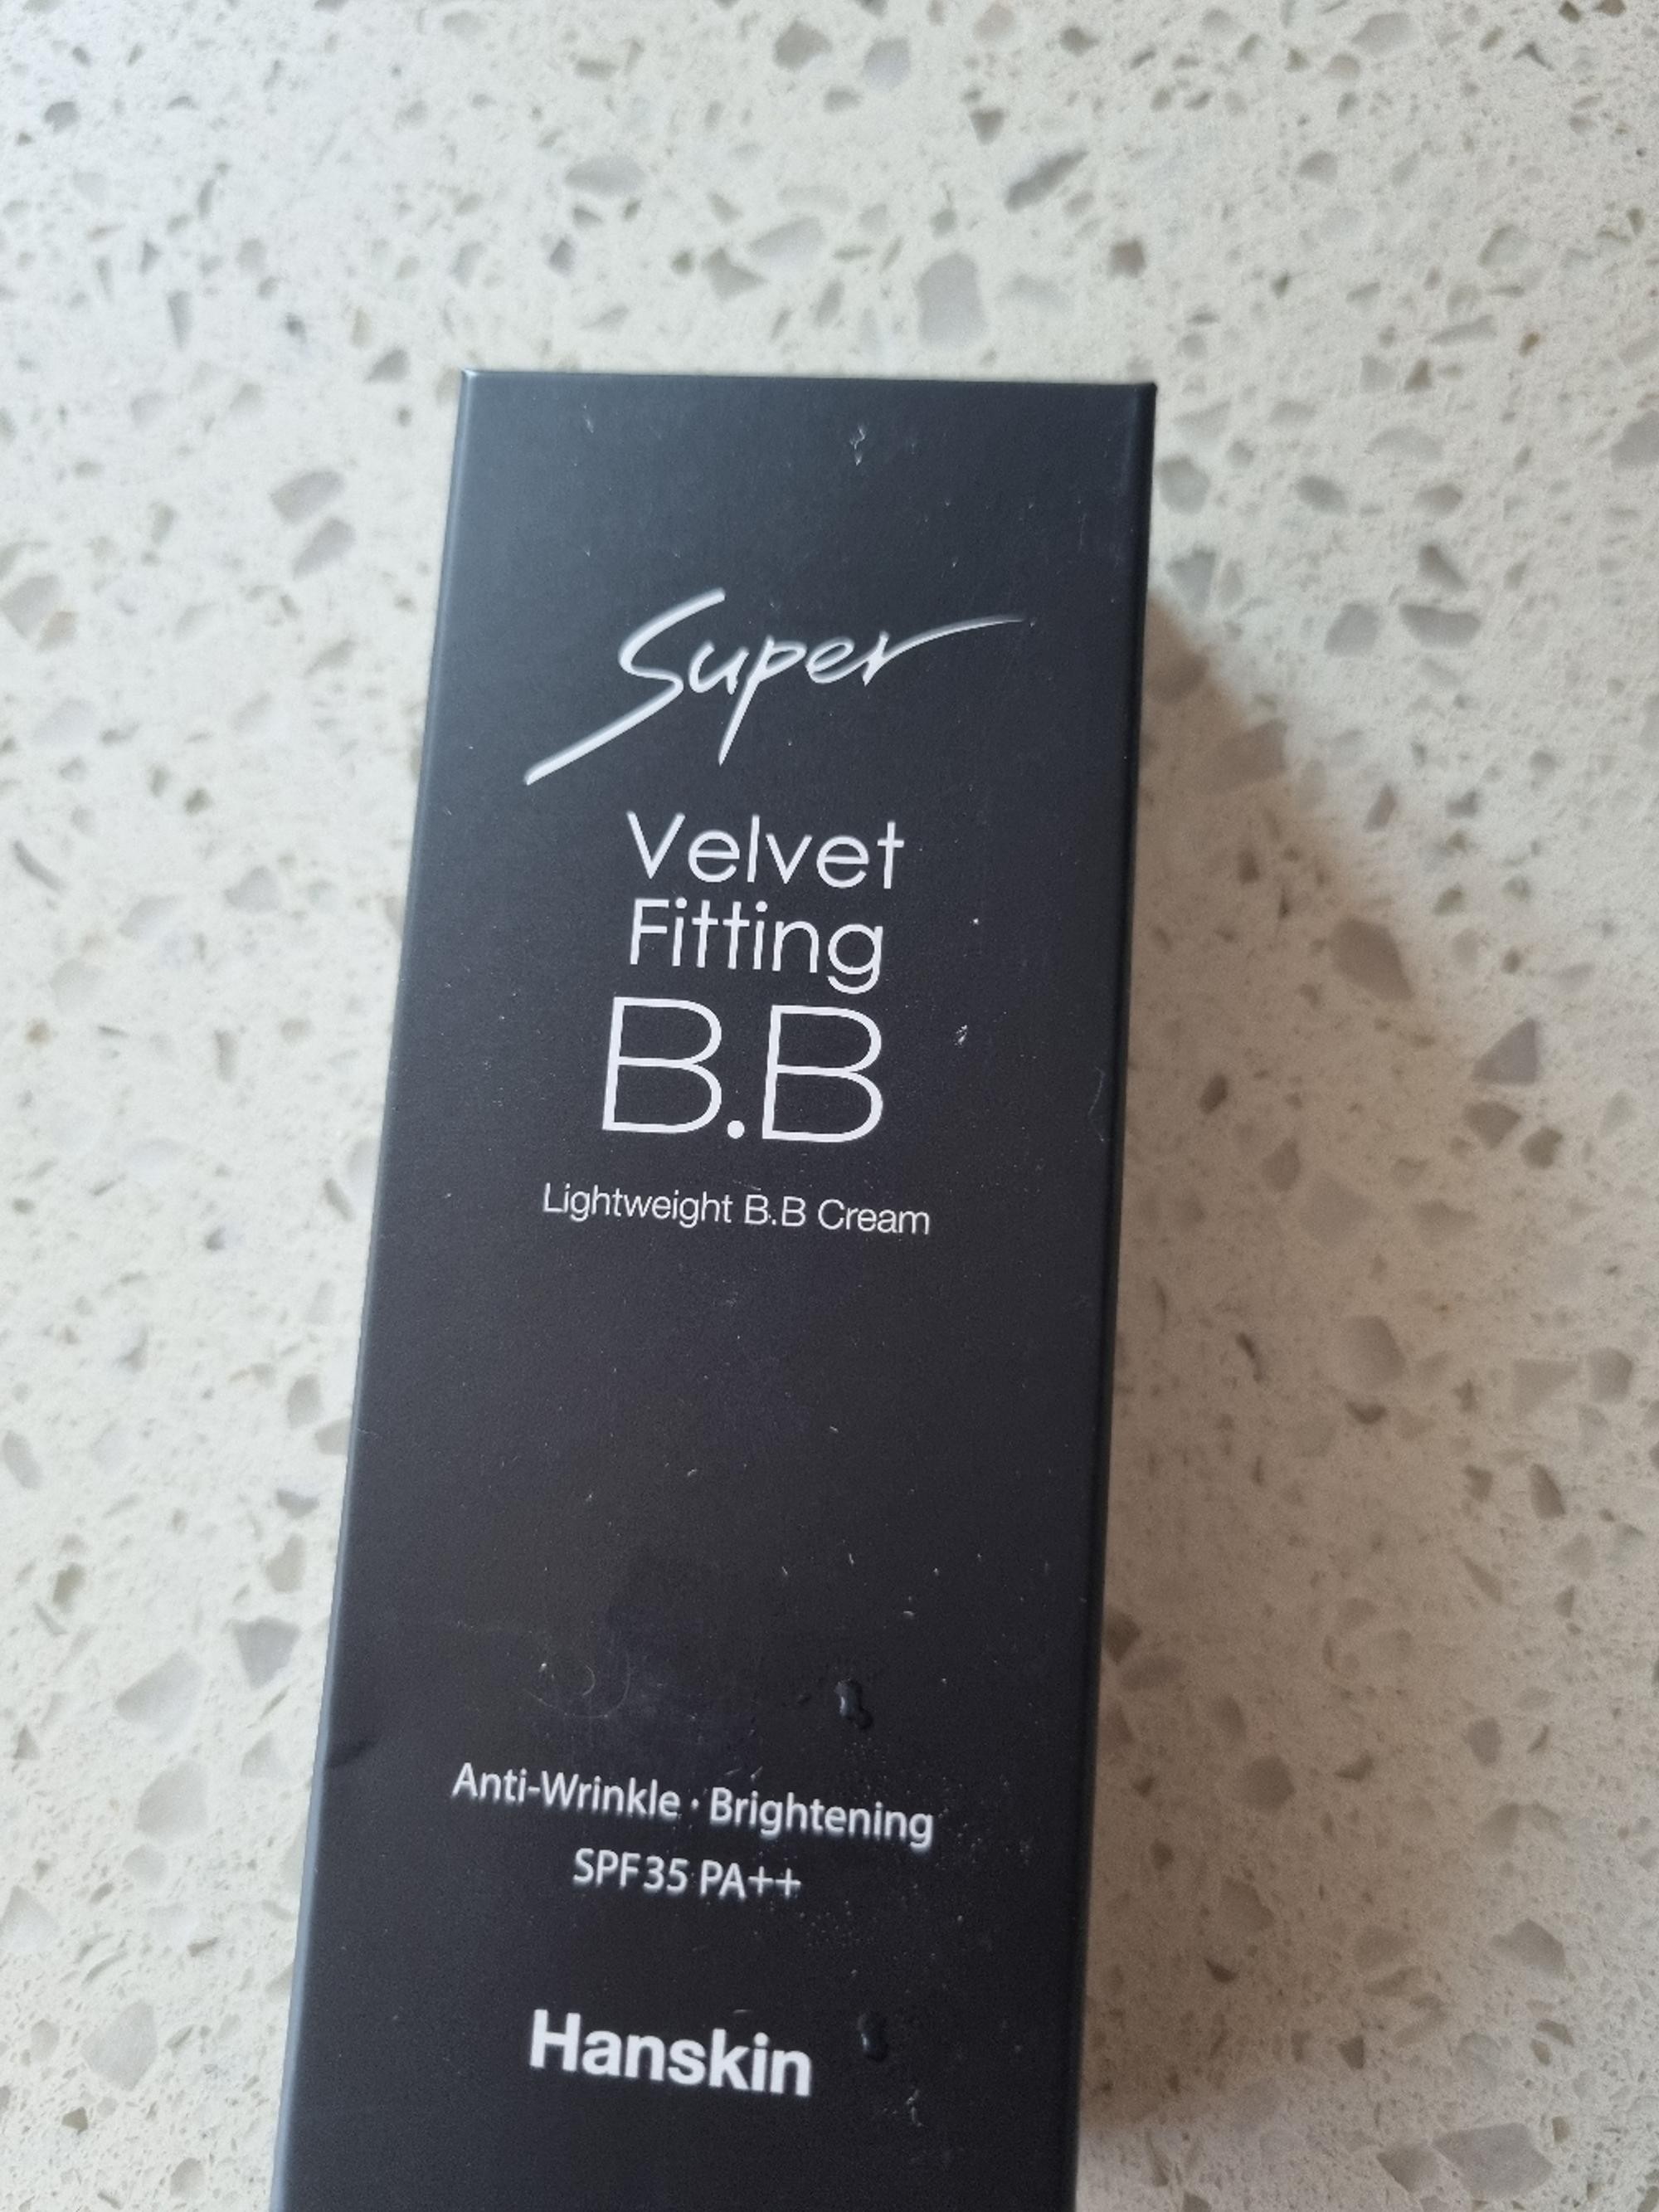 Super
Velvet
Fitting
B.B
Lightweight B.B Cream
Anti-Wrinkle · Brightening
SPF35 PA++
Hanskin